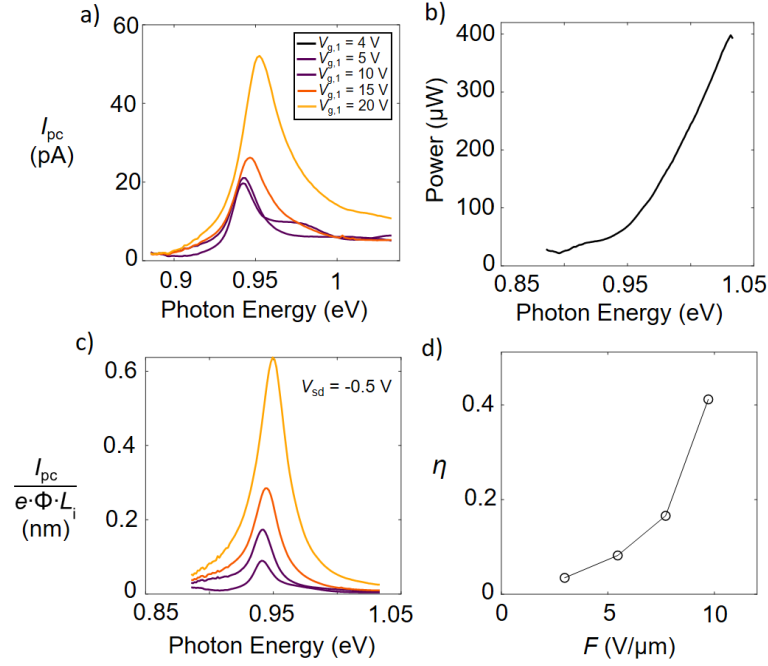 a)
60
40
20
0
I_pc
(pA)
V_g,1 = 4 V
V_g,1 = 5 V
V_g,1 = 10 V
V_g,1 = 15 V
V_g,1 = 20 V
0.9 0.95 1
Photon Energy (eV)
b)
400
300
200
100
0
Power (µW)
0.85 0.95 1.05
Photon Energy (eV)
c)
0.6
0.4
0.2
0
I_pc
e·Φ·L_i
(nm)
V_sd = -0.5 V
0.85 0.95 1.05
Photon Energy (eV)
d)
0.4
0.2
0
η
0 5 10
F (V/µm)